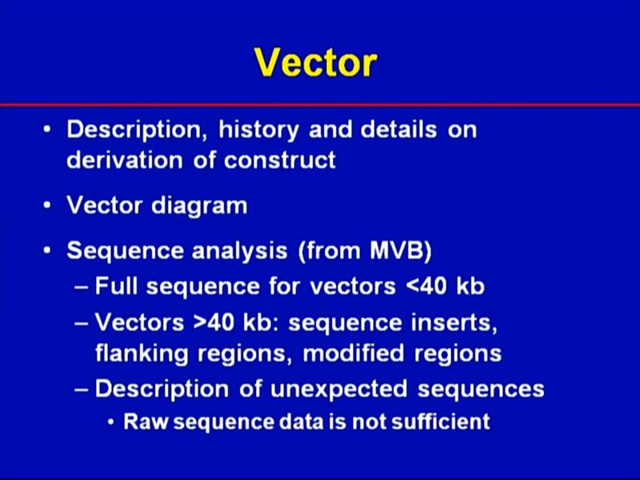 Vector
• Description, history and details on
derivation of construct
• Vector diagram
• Sequence analysis (from MVB)
– Full sequence for vectors <40 kb
– Vectors >40 kb: sequence inserts,
flanking regions, modified regions
– Description of unexpected sequences
• Raw sequence data is not sufficient